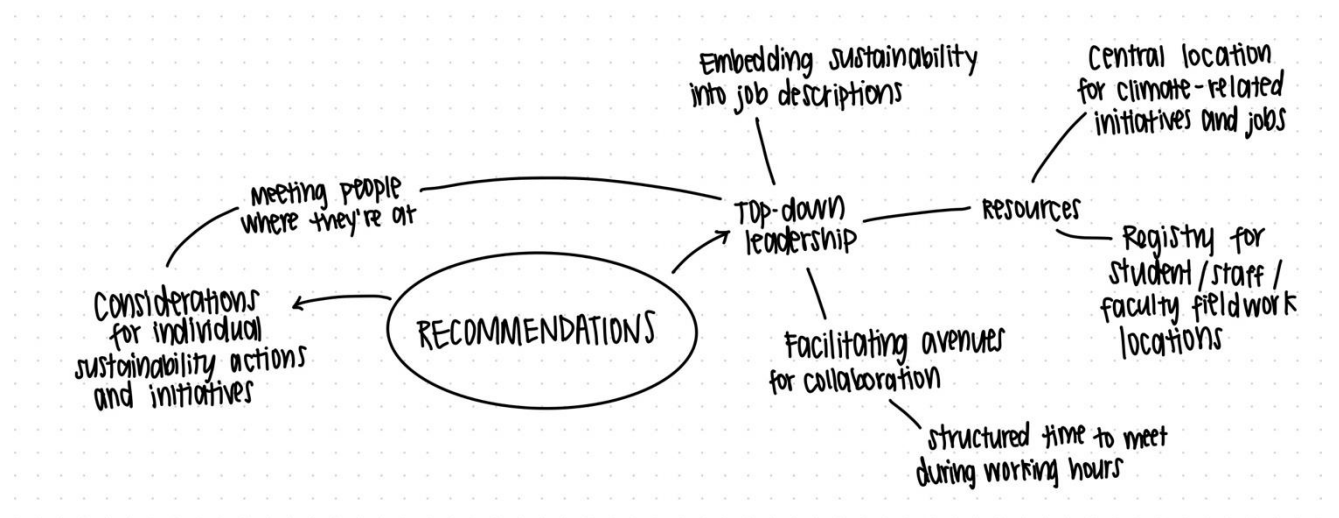 Embedding sustainability
into job descriptions
Central location
for climate-related
initiatives and jobs
Meeting people
where they're at
Top-down
leadership
Resources
Registry for
student/staff/
faculty fieldwork
locations
Considerations
for individual
sustainability actions
and initiatives
RECOMMENDATIONS
Facilitating avenues
for collaboration
structured time to meet
during working hours